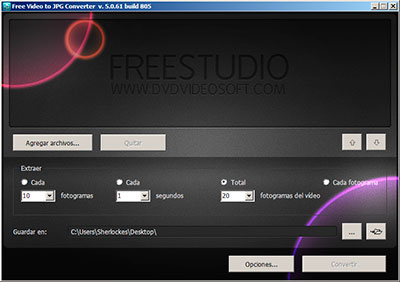 Free Video to JPG Converter v. 5.0.61 build 805
FREESTUDIO
WWW.DVDVIDEOSOFT.COM
Agregar archivos... Quitar
Extraer
Cada Cada Total Cada fotograma
10 fotogramas 1 segundos 20 fotogramas del vídeo
Guardar en: C:\Users\Sherlockes\Desktop\ ...
Opciones... Convertir